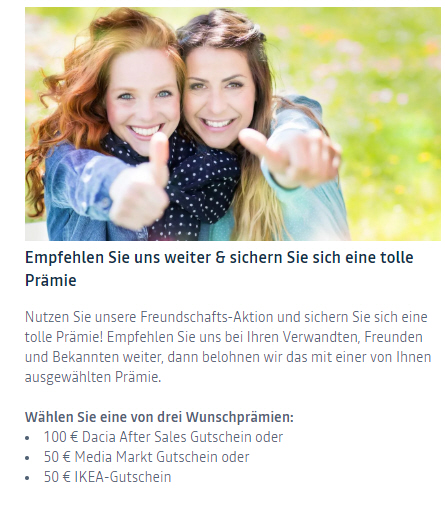 Empfehlen Sie uns weiter & sichern Sie sich eine tolle
Prämie
Nutzen Sie unsere Freundschafts-Aktion und sichern Sie sich eine
tolle Prämie! Empfehlen Sie uns bei Ihren Verwandten, Freunden
und Bekannten weiter, dann belohnen wir das mit einer von Ihnen
ausgewählten Prämie.
Wählen Sie eine von drei Wunschprämien:
• 100 € Dacia After Sales Gutschein oder
• 50 € Media Markt Gutschein oder
• 50 € IKEA-Gutschein